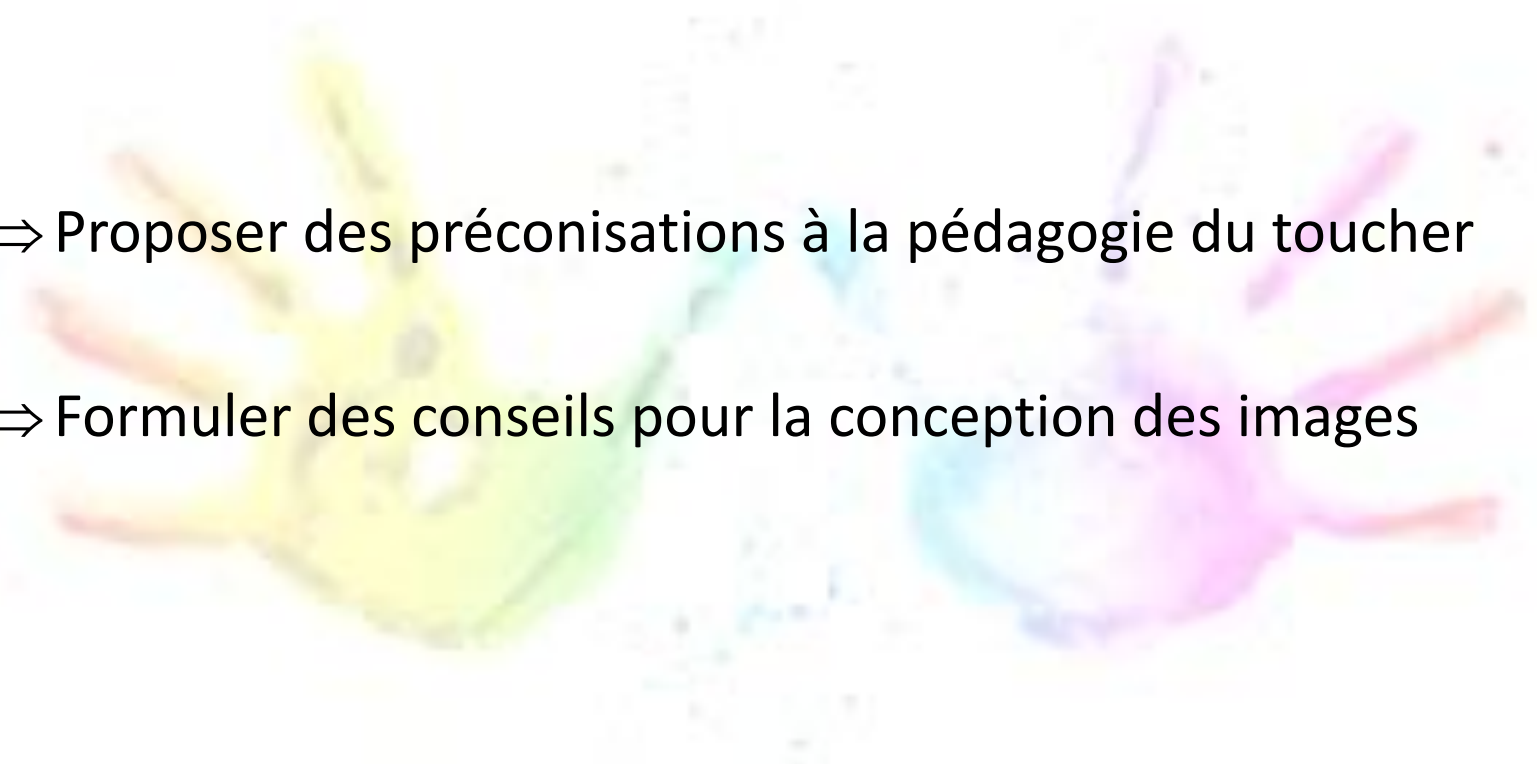 ⇒ Proposer des préconisations à la pédagogie du toucher
⇒ Formuler des conseils pour la conception des images